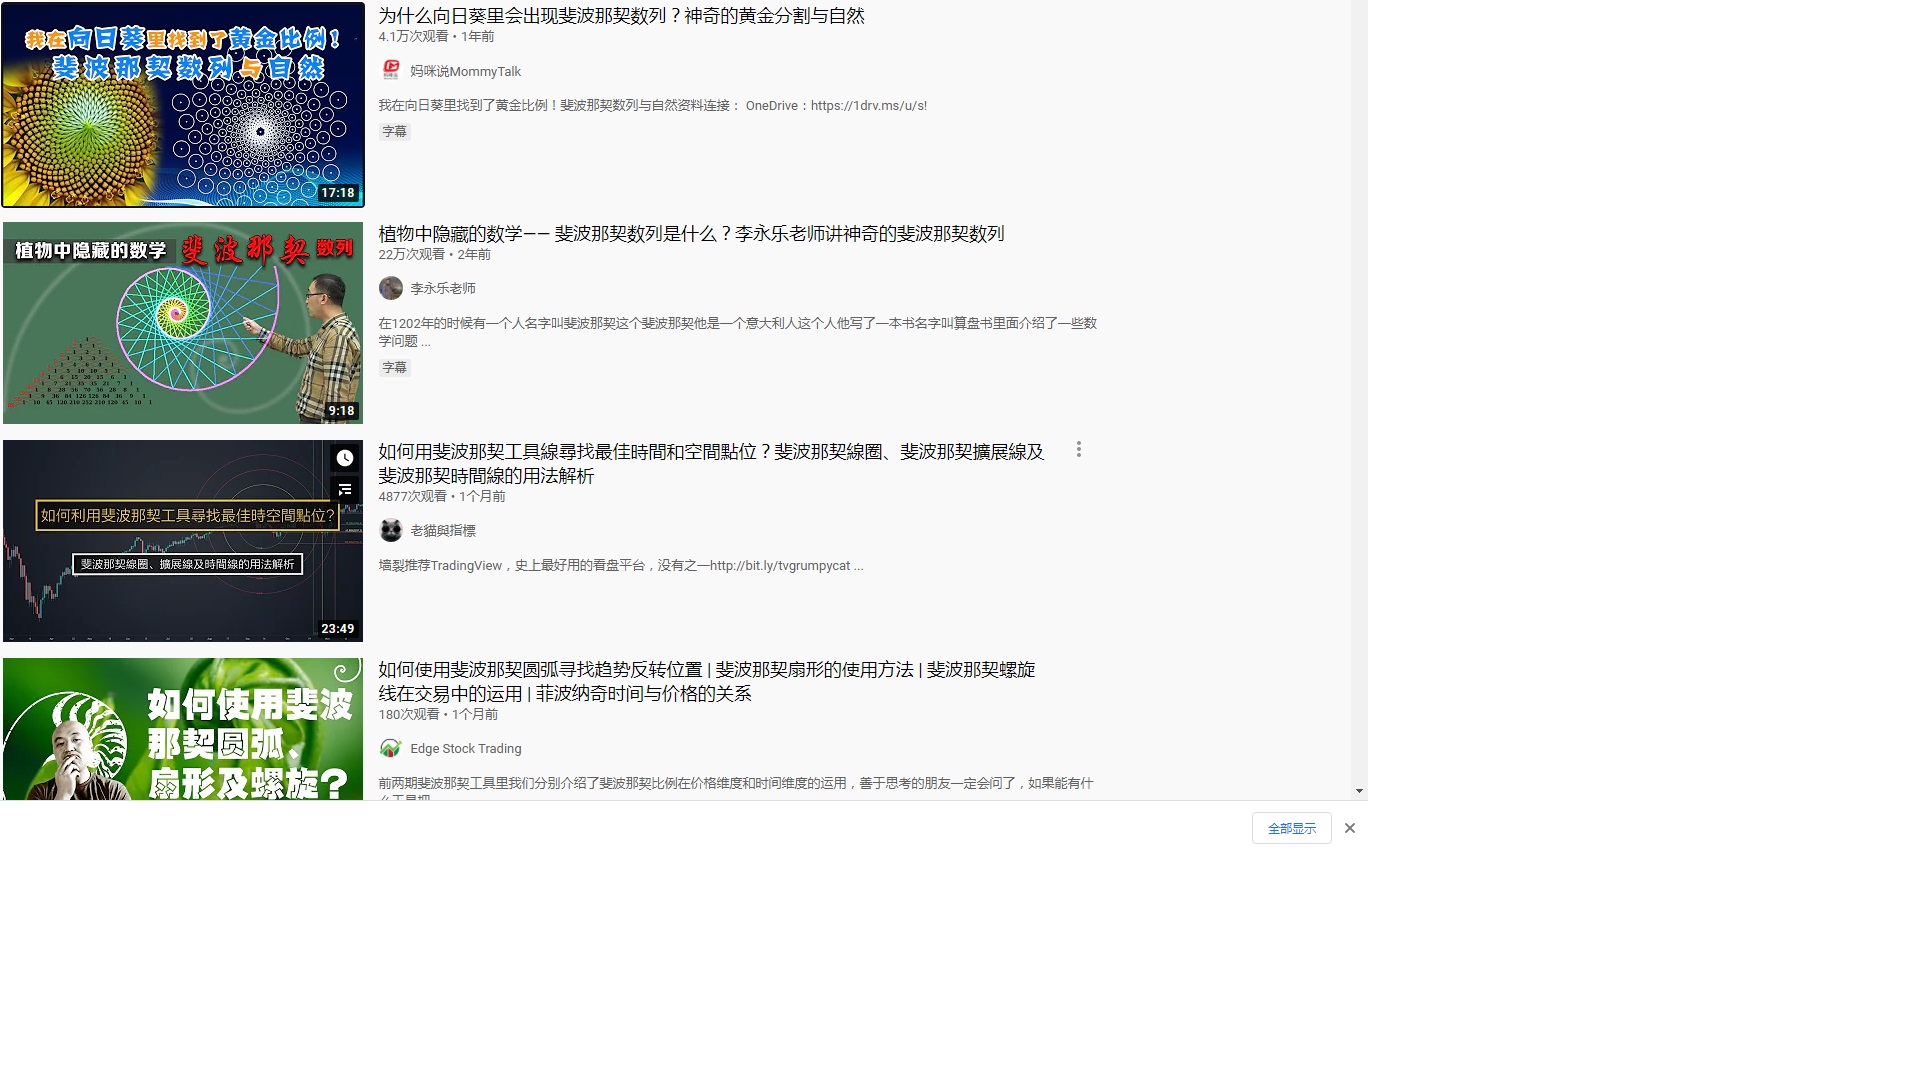 我在向日葵里找到了黄金比例！
斐波那契数列与自然
17:18
为什么向日葵里会出现斐波那契数列？神奇的黄金分割与自然
4.1万次观看 • 1年前
妈咪说MommyTalk
我在向日葵里找到了黄金比例！斐波那契数列与自然资料连接： OneDrive：https://1drv.ms/u/s!
字幕
植物中隐藏的数学 斐波那契数列
9:18
植物中隐藏的数学—— 斐波那契数列是什么？李永乐老师讲神奇的斐波那契数列
22万次观看 • 2年前
李永乐老师
在1202年的时候有一个人名字叫斐波那契这个斐波那契他是一个意大利人这个人他写了一本书名字叫算盘书里面介绍了一些数
学问题 ...
字幕
如何利用斐波那契工具尋找最佳時空間點位?
斐波那契線圈、擴展線及時間線的用法解析
23:49
如何用斐波那契工具線尋找最佳時間和空間點位？斐波那契線圈、斐波那契擴展線及
斐波那契時間線的用法解析
4877次观看 • 1个月前
老貓與指標
墙裂推荐TradingView，史上最好用的看盘平台，没有之一http://bit.ly/tvgrumpycat ...
如何使用斐波
那契圆弧、
扇形及螺旋？
如何使用斐波那契圆弧寻找趋势反转位置 | 斐波那契扇形的使用方法 | 斐波那契螺旋
线在交易中的运用 | 菲波纳奇时间与价格的关系
180次观看 • 1个月前
Edge Stock Trading
前两期斐波那契工具里我们分别介绍了斐波那契比例在价格维度和时间维度的运用，善于思考的朋友一定会问了，如果能有什
全部显示